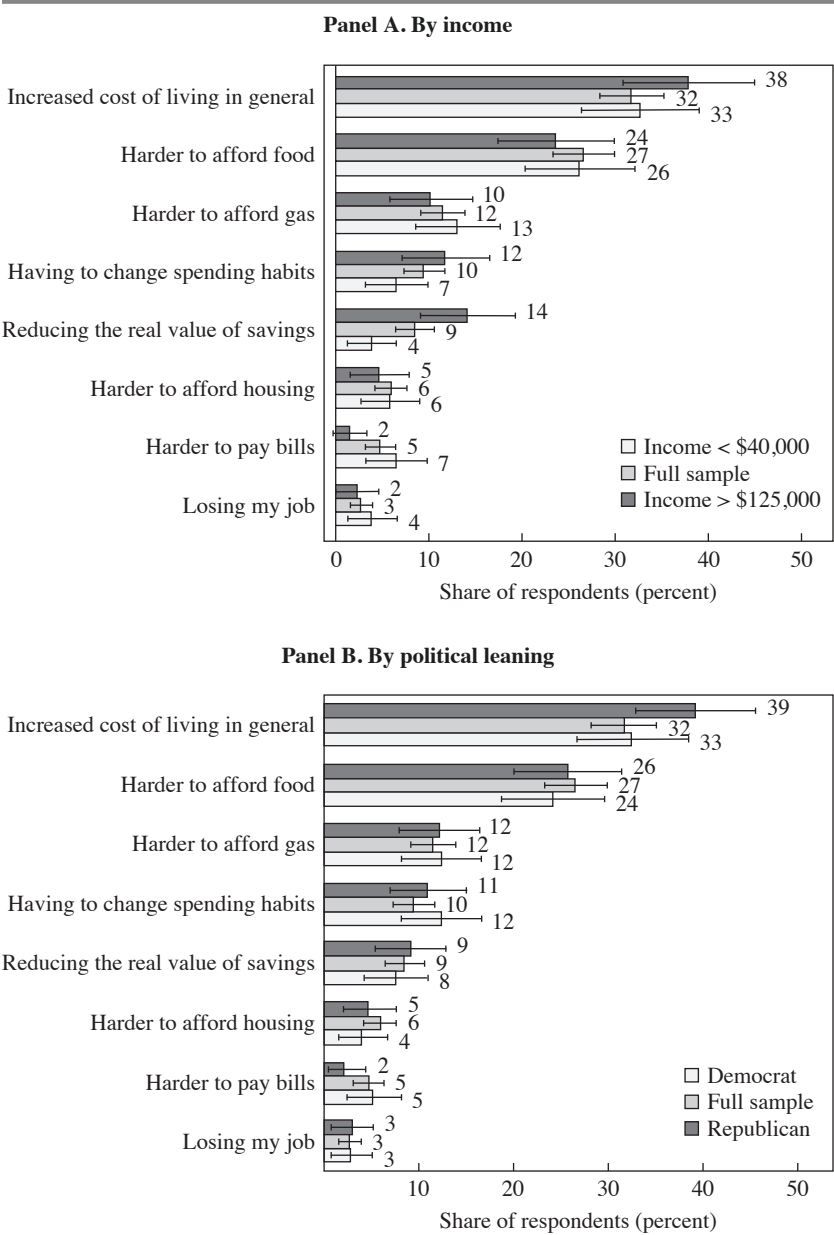 Panel A. By income
Increased cost of living in general
38
32
33
Harder to afford food
24
27
26
Harder to afford gas
10
12
13
Having to change spending habits
12
10
7
Reducing the real value of savings
14
9
4
Harder to afford housing
5
6
6
Harder to pay bills
2
5
7
Losing my job
2
3
4
Income < $40,000
Full sample
Income > $125,000
0 10 20 30 40 50
Share of respondents (percent)
Panel B. By political leaning
Increased cost of living in general
39
32
33
Harder to afford food
26
27
24
Harder to afford gas
12
12
12
Having to change spending habits
11
10
12
Reducing the real value of savings
9
9
8
Harder to afford housing
5
6
4
Harder to pay bills
2
5
5
Losing my job
3
3
3
Democrat
Full sample
Republican
10 20 30 40 50
Share of respondents (percent)